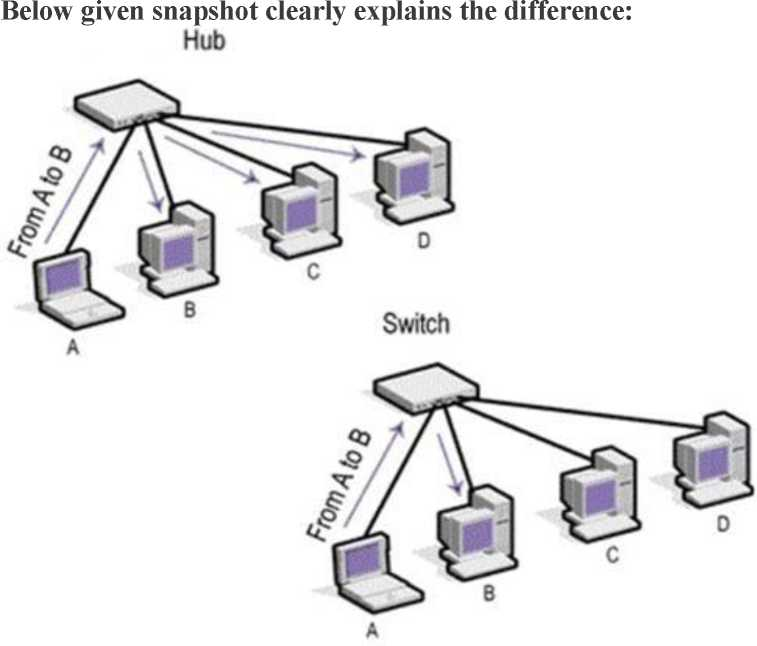 Below given snapshot clearly explains the difference:
Hub
From A to B
A
B
C
D
Switch
From A to B
A
B
C
D